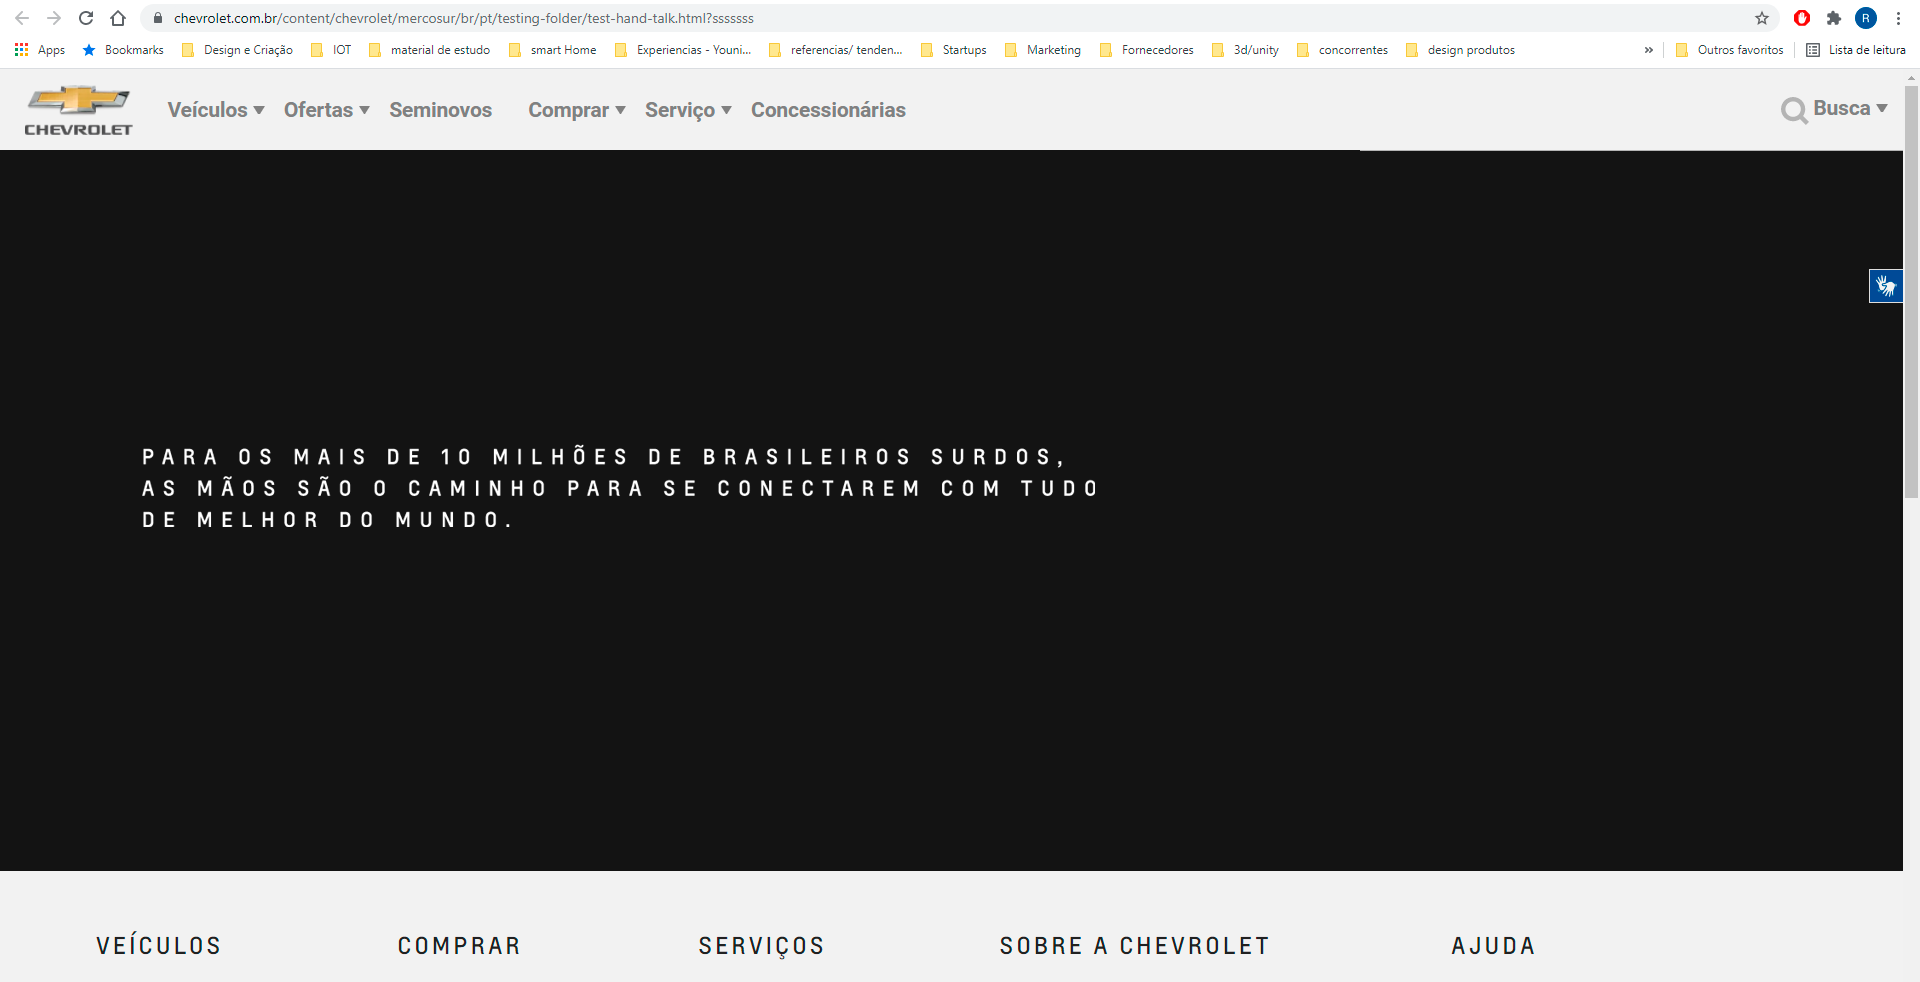 chevrolet.com.br/content/chevrolet/mercosur/br/pt/testing-folder/test-hand-talk.html?sssssss
R
Apps Bookmarks Design e Criação IOT material de estudo smart Home Experiencias - Youni... referencias/ tenden... Startups Marketing Fornecedores 3d/unity concorrentes design produtos » Outros favoritos Lista de leitura
CHEVROLET
Veículos Ofertas Seminovos Comprar Serviço Concessionárias Busca
PARA OS MAIS DE 10 MILHÕES DE BRASILEIROS SURDOS,
AS MÃOS SÃO O CAMINHO PARA SE CONECTAREM COM TUDO
DE MELHOR DO MUNDO.
VEÍCULOS COMPRAR SERVIÇOS SOBRE A CHEVROLET AJUDA